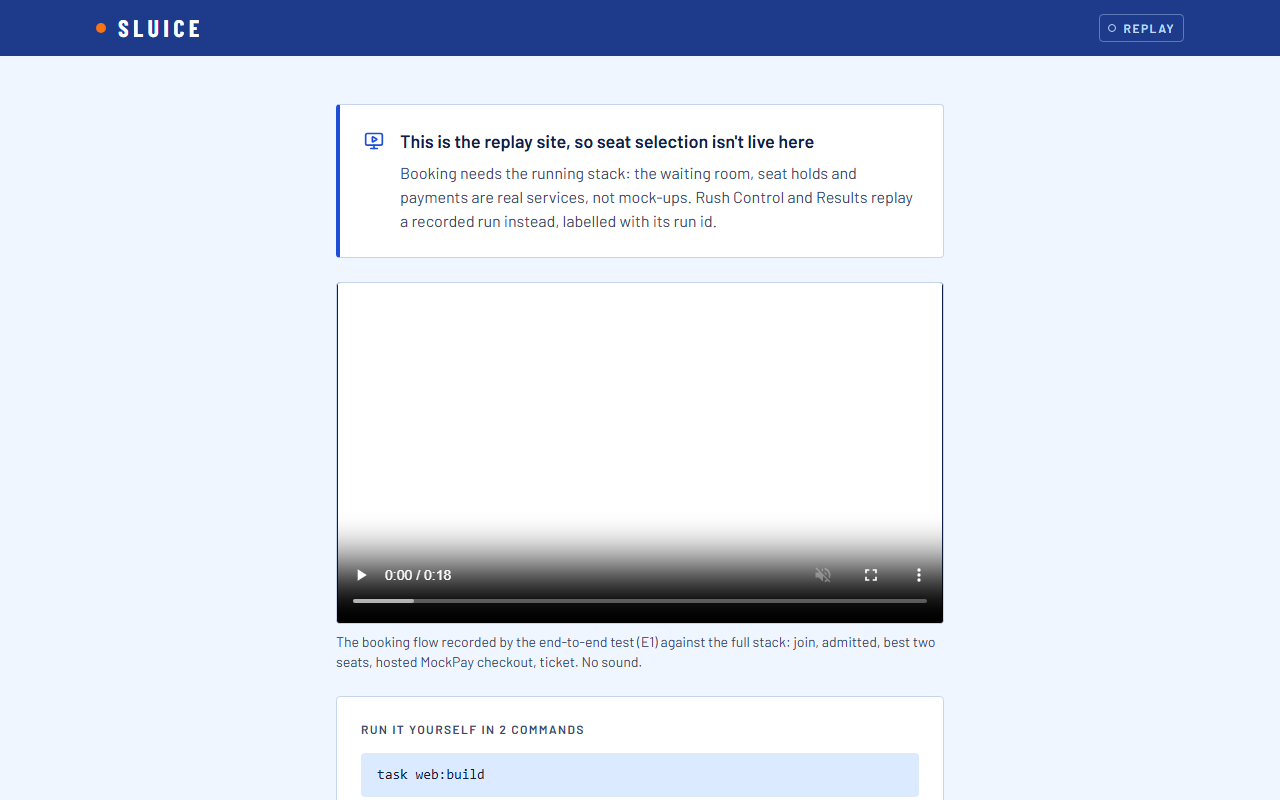 SLUICE
REPLAY
This is the replay site, so seat selection isn't live here
Booking needs the running stack: the waiting room, seat holds and
payments are real services, not mock-ups. Rush Control and Results replay
a recorded run instead, labelled with its run id.
0:00 / 0:18
The booking flow recorded by the end-to-end test (E1) against the full stack: join, admitted, best two
seats, hosted MockPay checkout, ticket. No sound.
RUN IT YOURSELF IN 2 COMMANDS
task web:build